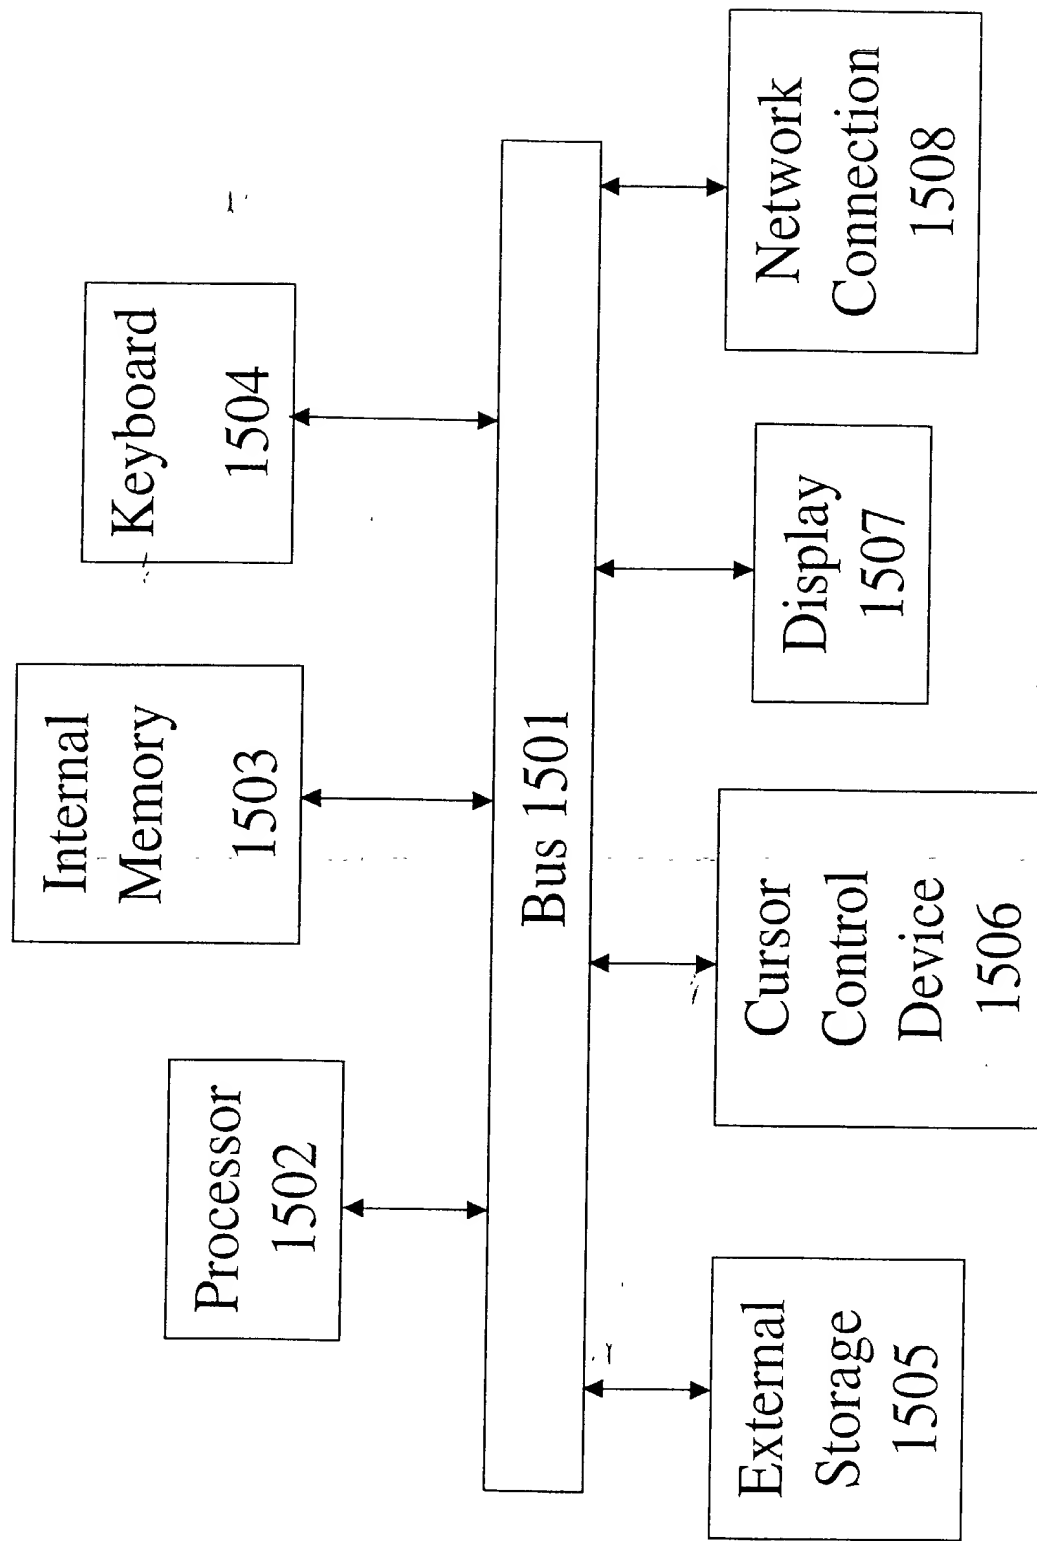 Processor
1502
Internal
Memory
1503
Keyboard
1504
Bus 1501
External
Storage
1505
Cursor
Control
Device
1506
Display
1507
Network
Connection
1508